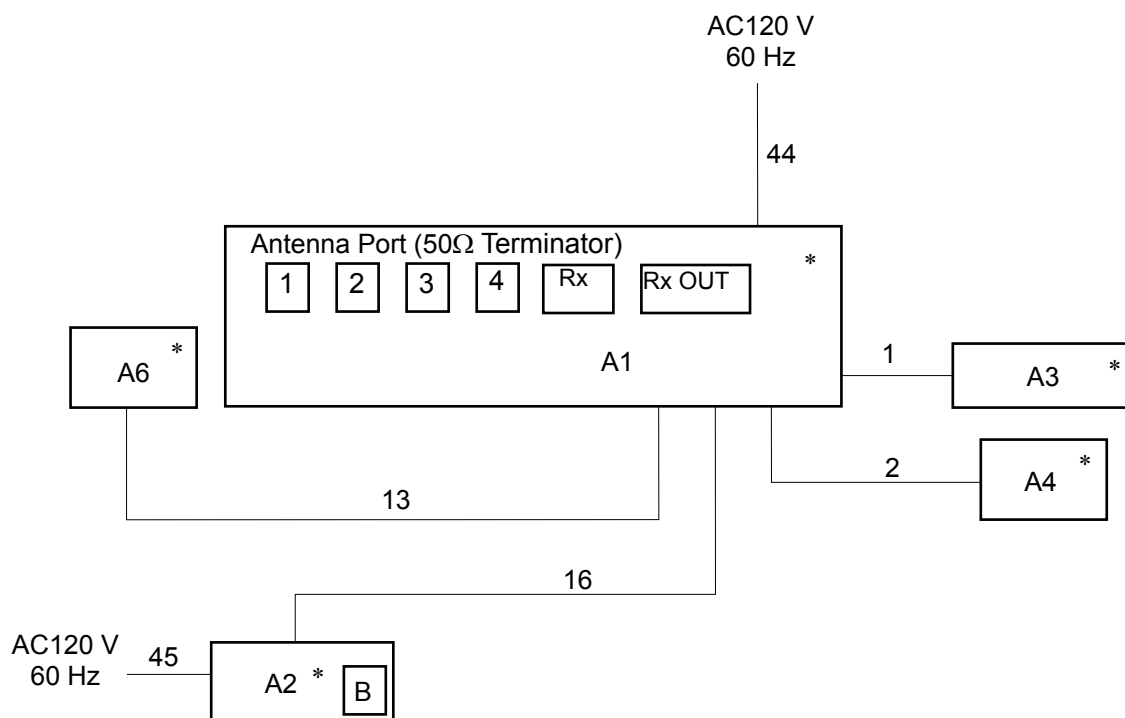 AC120 V
60 Hz
44
Antenna Port (50Ω Terminator)
*
1
2
3
4
Rx
Rx OUT
A1
A6 *
1
A3 *
2
A4 *
13
16
AC120 V
60 Hz
45
A2 *
B